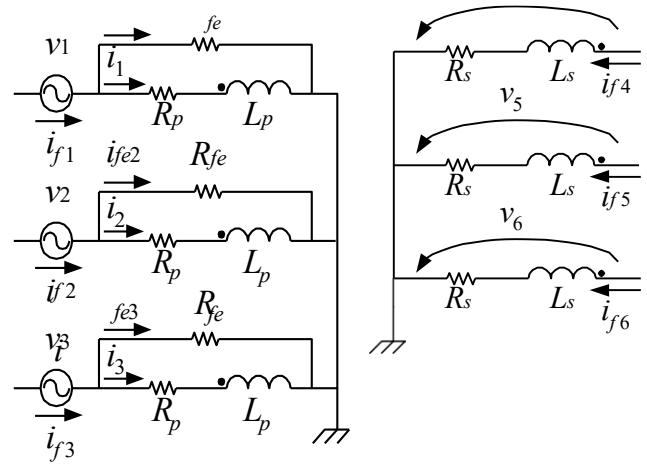 fe
v1
i1
Rp
Lp
if1
ife2
Rfe
v2
i2
Rp
Lp
if2
fe3
Rfe
v3
i
i3
Rp
Lp
if3
Rs
Ls
if4
v5
Rs
Ls
if5
v6
Rs
Ls
if6